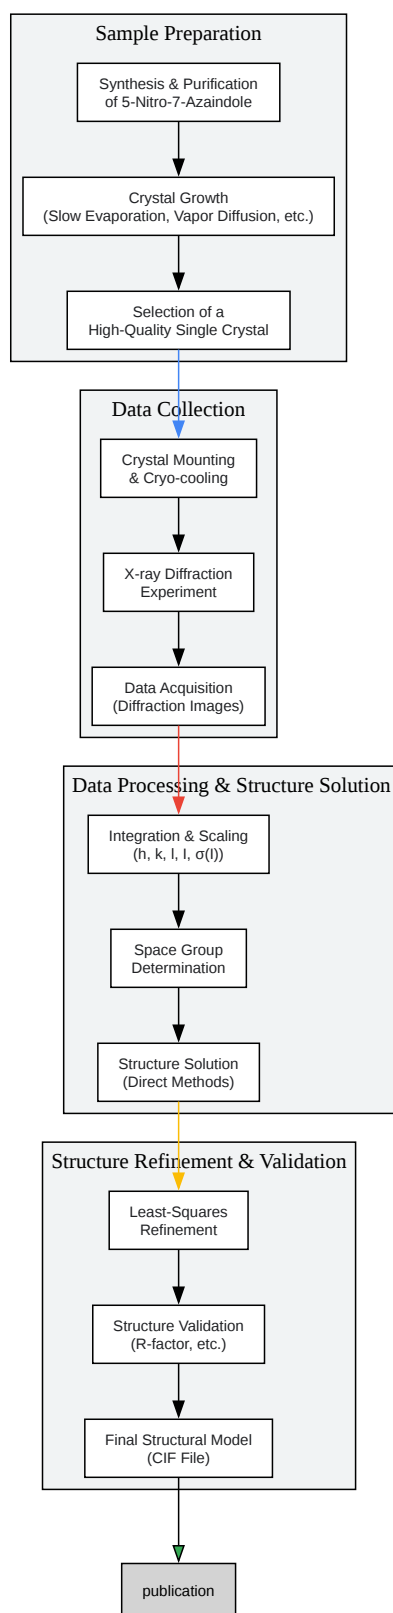 Sample Preparation
Synthesis & Purification
of 5-Nitro-7-Azaindole
Crystal Growth
(Slow Evaporation, Vapor Diffusion, etc.)
Selection of a
High-Quality Single Crystal
Data Collection
Crystal Mounting
& Cryo-cooling
X-ray Diffraction
Experiment
Data Acquisition
(Diffraction Images)
Data Processing & Structure Solution
Integration & Scaling
(h, k, l, I, σ(I))
Space Group
Determination
Structure Solution
(Direct Methods)
Structure Refinement & Validation
Least-Squares
Refinement
Structure Validation
(R-factor, etc.)
Final Structural Model
(CIF File)
publication